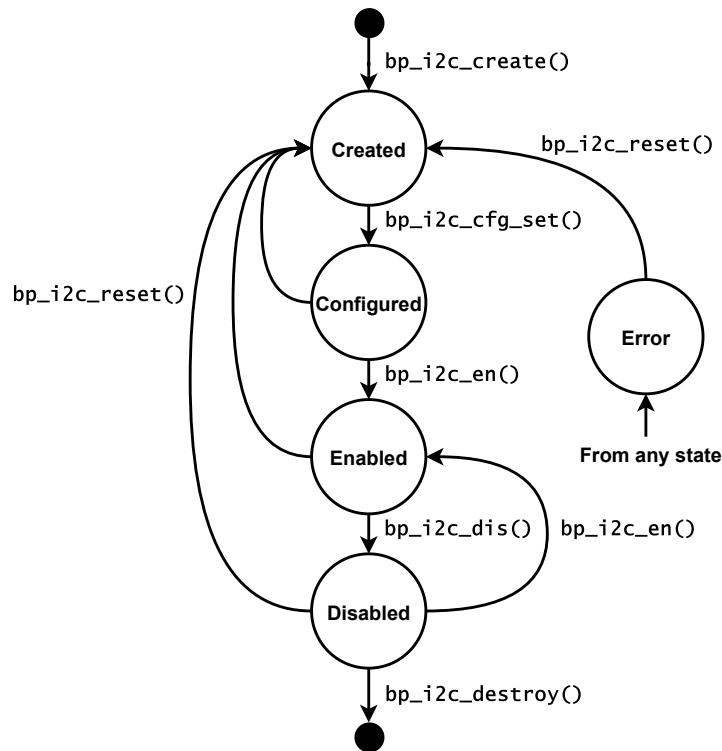 bp_i2c_create()
Created
bp_i2c_reset()
bp_i2c_cfg_set()
bp_i2c_reset()
Configured
Error
bp_i2c_en()
Enabled
From any state
bp_i2c_dis()
bp_i2c_en()
Disabled
bp_i2c_destroy()